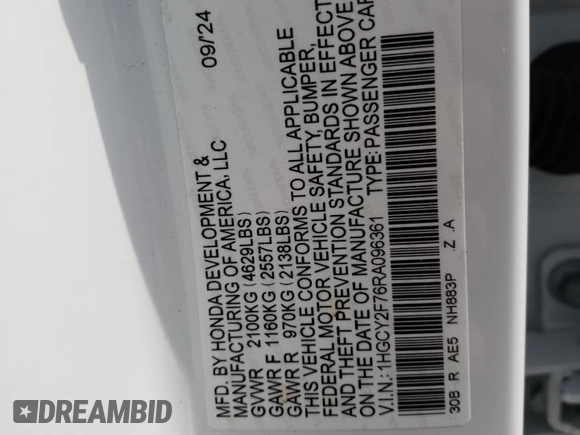 MFD. BY HONDA DEVELOPMENT & 09/'24
MANUFACTURING OF AMERICA, LLC
GVWR 2100KG (4629LBS)
GAWR F 1160KG (2557LBS)
GAWR R 970KG (2138LBS)
THIS VEHICLE CONFORMS TO ALL APPLICABLE
FEDERAL MOTOR VEHICLE SAFETY, BUMPER,
AND THEFT PREVENTION STANDARDS IN EFFECT
ON THE DATE OF MANUFACTURE SHOWN ABOVE
V.I.N.: 1HGCY2F76RA096361 TYPE: PASSENGER CAR
30B R AE5 NH883P .Z .A
DREAMBID